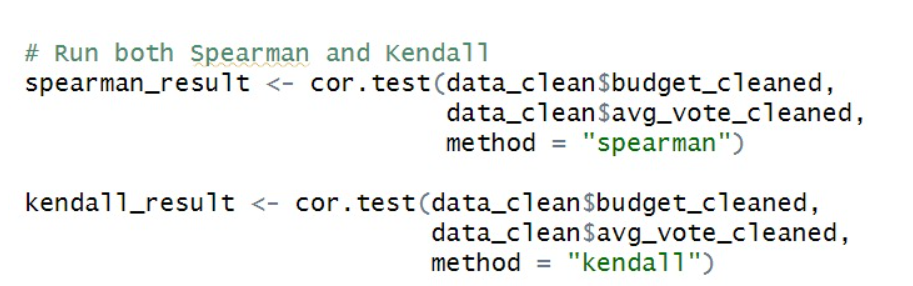 # Run both Spearman and Kendall
spearman_result <- cor.test(data_clean$budget_cleaned,
data_clean$avg_vote_cleaned,
method = "spearman")
kendall_result <- cor.test(data_clean$budget_cleaned,
data_clean$avg_vote_cleaned,
method = "kendall")